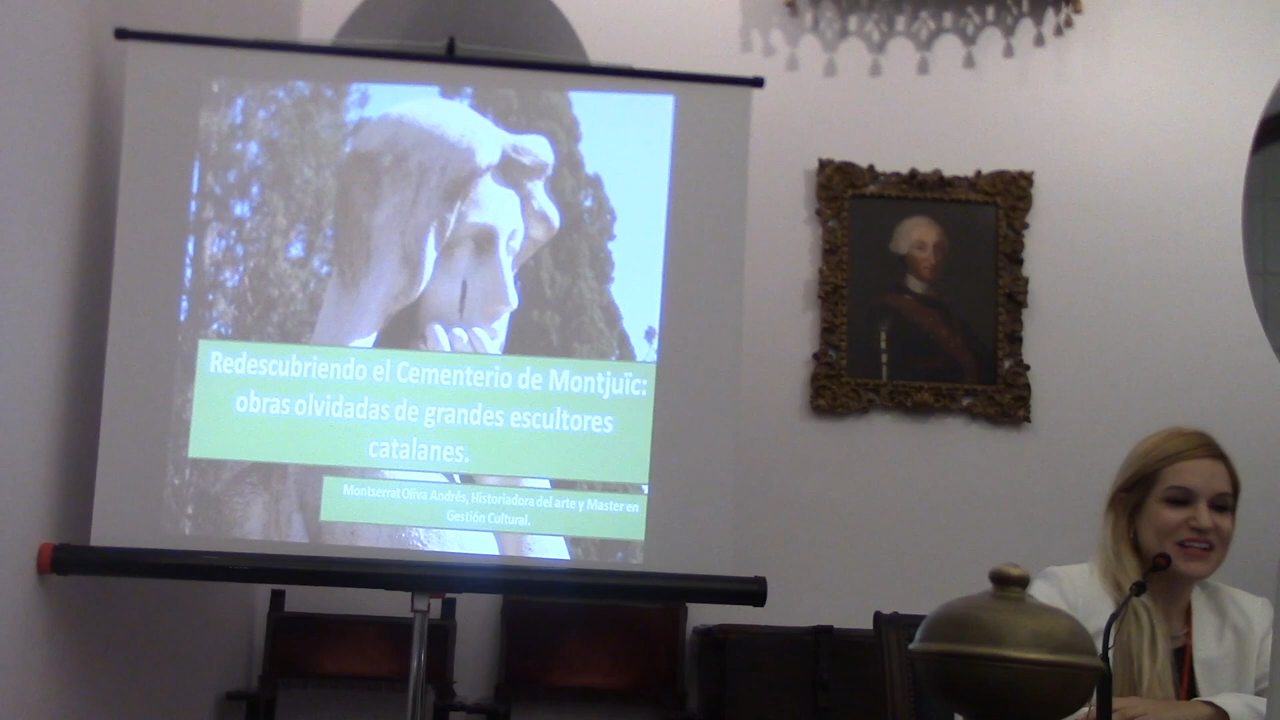 Redescubriendo el Cementerio de Montjuïc:
obras olvidadas de grandes escultores
catalanes.
Montserrat Oliva Andrés, Historiadora del arte y Master en
Gestión Cultural.